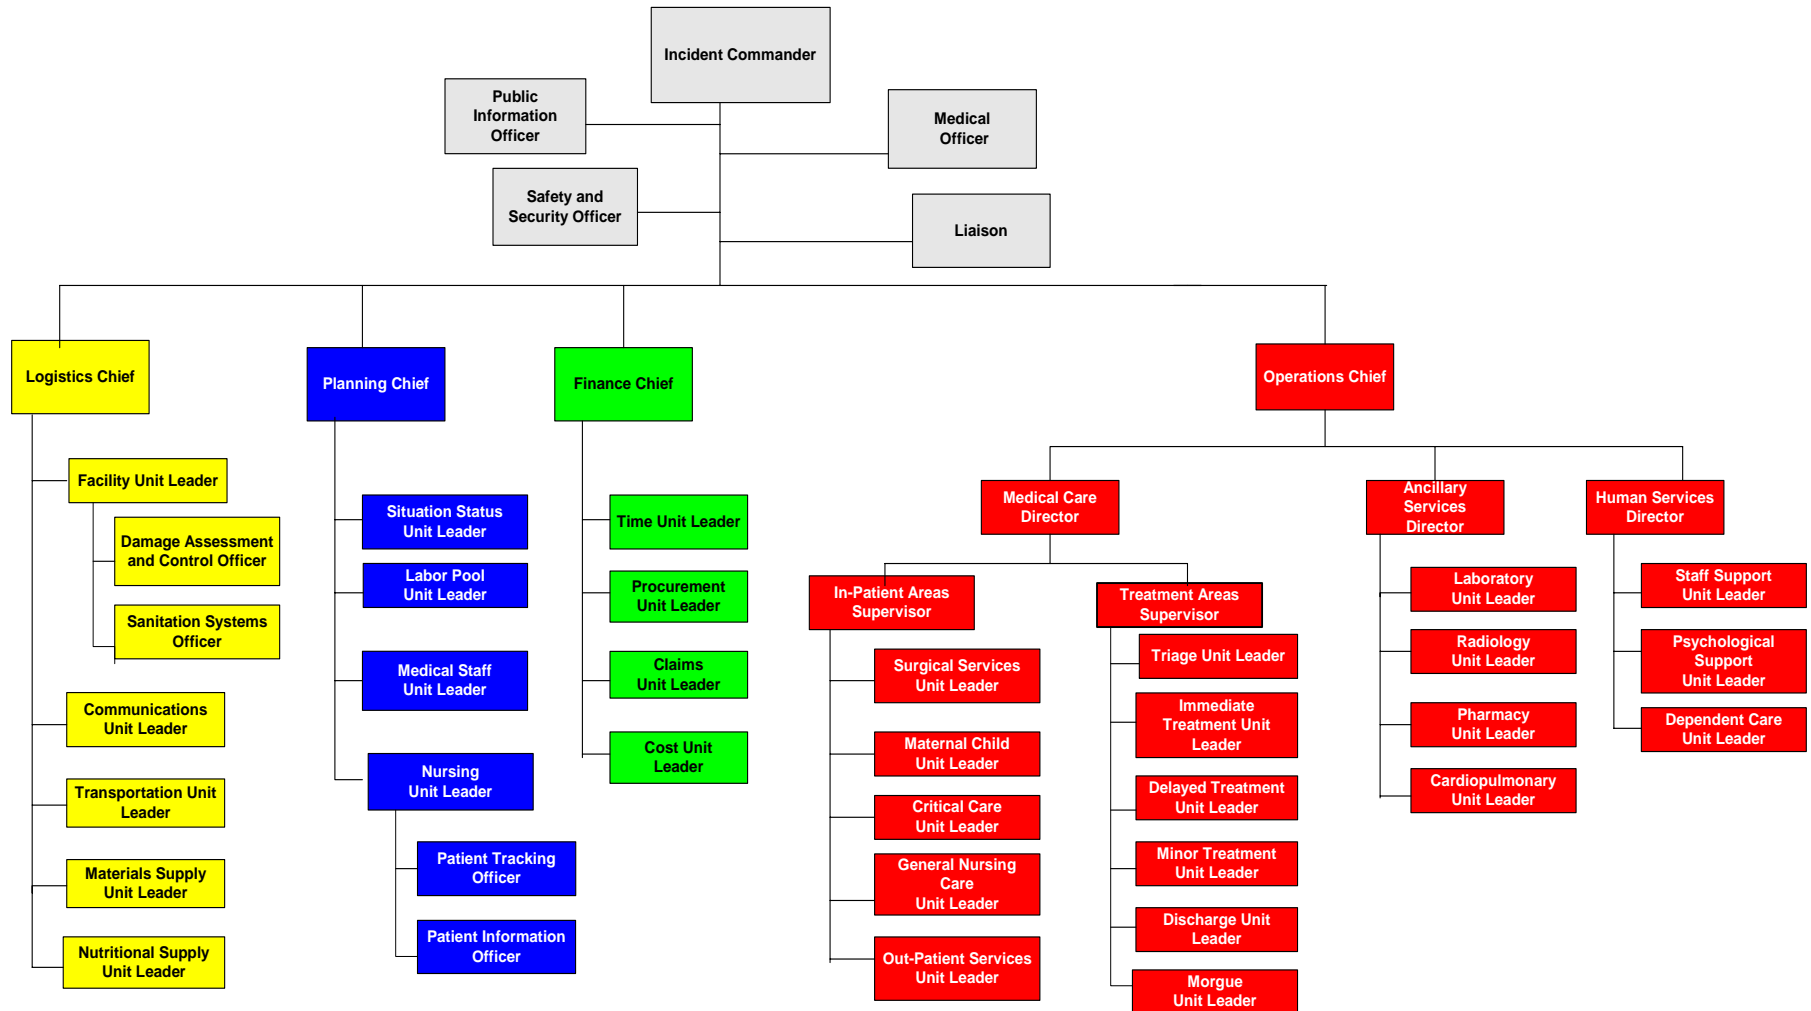 Incident Commander
Public
Information
Officer
Medical
Officer
Safety and
Security Officer
Liaison
Logistics Chief
Planning Chief
Finance Chief
Operations Chief
Facility Unit Leader
Damage Assessment
and Control Officer
Sanitation Systems
Officer
Communications
Unit Leader
Transportation Unit
Leader
Materials Supply
Unit Leader
Nutritional Supply
Unit Leader
Situation Status
Unit Leader
Labor Pool
Unit Leader
Medical Staff
Unit Leader
Nursing
Unit Leader
Patient Tracking
Officer
Patient Information
Officer
Time Unit Leader
Procurement
Unit Leader
Claims
Unit Leader
Cost Unit
Leader
Medical Care
Director
In-Patient Areas
Supervisor
Surgical Services
Unit Leader
Maternal Child
Unit Leader
Critical Care
Unit Leader
General Nursing
Care
Unit Leader
Out-Patient Services
Unit Leader
Treatment Areas
Supervisor
Triage Unit Leader
Immediate
Treatment Unit
Leader
Delayed Treatment
Unit Leader
Minor Treatment
Unit Leader
Discharge Unit
Leader
Morgue
Unit Leader
Ancillary
Services
Director
Laboratory
Unit Leader
Radiology
Unit Leader
Pharmacy
Unit Leader
Cardiopulmonary
Unit Leader
Human Services
Director
Staff Support
Unit Leader
Psychological
Support
Unit Leader
Dependent Care
Unit Leader